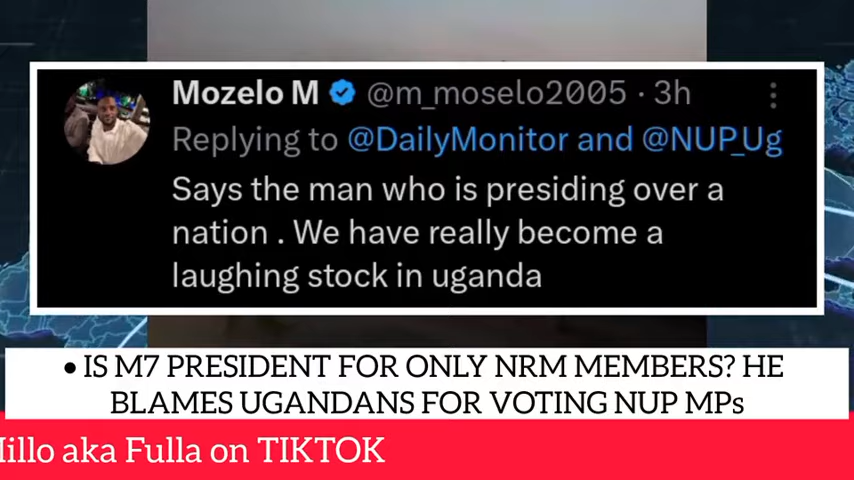 Mozelo M @m_moselo2005 · 3h
Replying to @DailyMonitor and @NUP_Ug
Says the man who is presiding over a
nation . We have really become a
laughing stock in uganda
• IS M7 PRESIDENT FOR ONLY NRM MEMBERS? HE
BLAMES UGANDANS FOR VOTING NUP MPs
aka Fulla on TIKTOK